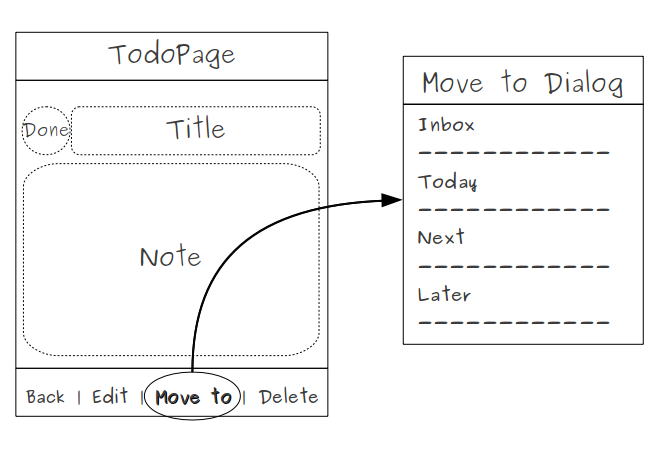 TodoPage
Done Title
Note
Back | Edit | Move to | Delete
Move to Dialog
Inbox
Today
Next
Later